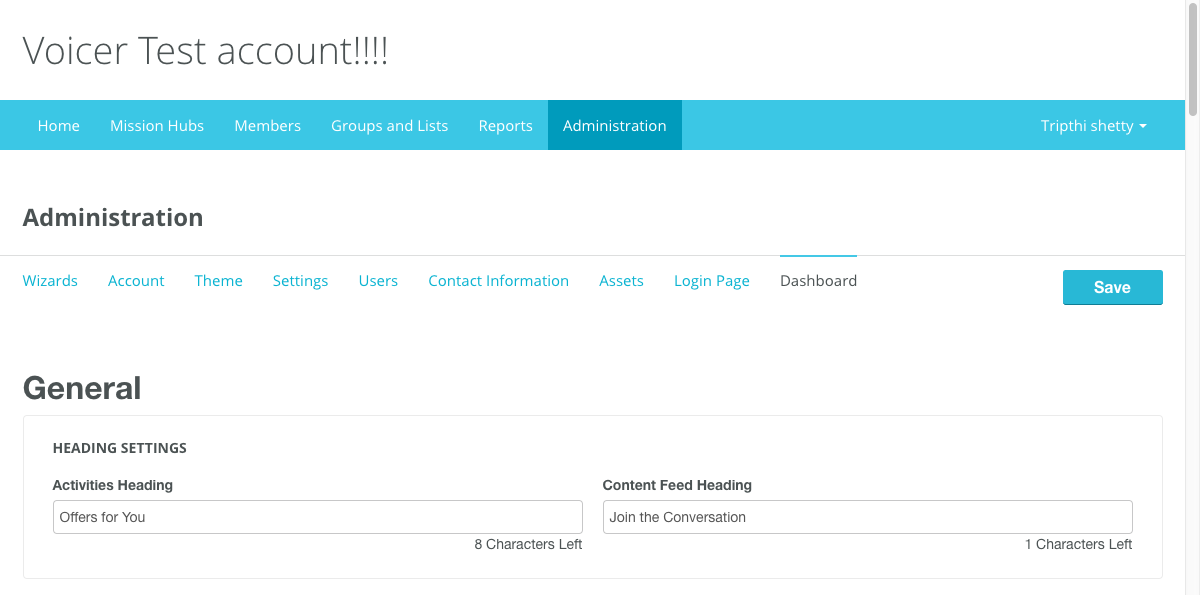 Voicer Test account!!!!
Home Mission Hubs Members Groups and Lists Reports Administration Tripthi shetty
Administration
Wizards Account Theme Settings Users Contact Information Assets Login Page Dashboard Save
General
HEADING SETTINGS
Activities Heading Content Feed Heading
Offers for You Join the Conversation
8 Characters Left 1 Characters Left